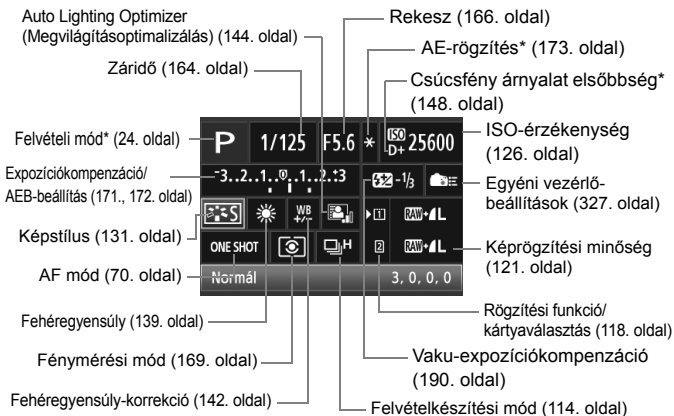 Auto Lighting Optimizer
(Megvilágításoptimalizálás) (144. oldal)
Záridő (164. oldal)
Felvételi mód* (24. oldal)
Expozíciókompenzáció/
AEB-beállítás (171., 172. oldal)
Képstílus (131. oldal)
AF mód (70. oldal)
Fehéregyensúly (139. oldal)
Fénymérési mód (169. oldal)
Fehéregyensúly-korrekció (142. oldal)
Rekesz (166. oldal)
AE-rögzítés* (173. oldal)
Csúcsfény árnyalat elsőbbség*
(148. oldal)
ISO-érzékenység
(126. oldal)
Egyéni vezérlő-
beállítások (327. oldal)
Képrögzítési minőség
(121. oldal)
Rögzítési funkció/
kártyaválasztás (118. oldal)
Vaku-expozíciókompenzáció
(190. oldal)
Felvételkészítési mód (114. oldal)
P 1/125 F5.6 * ISO D+ 25600
-3..2..1..0..1..2..+3 -1/3
S WB +/- 1 RAW+L
ONE SHOT H 2 RAW+L
Normál 3, 0, 0, 0